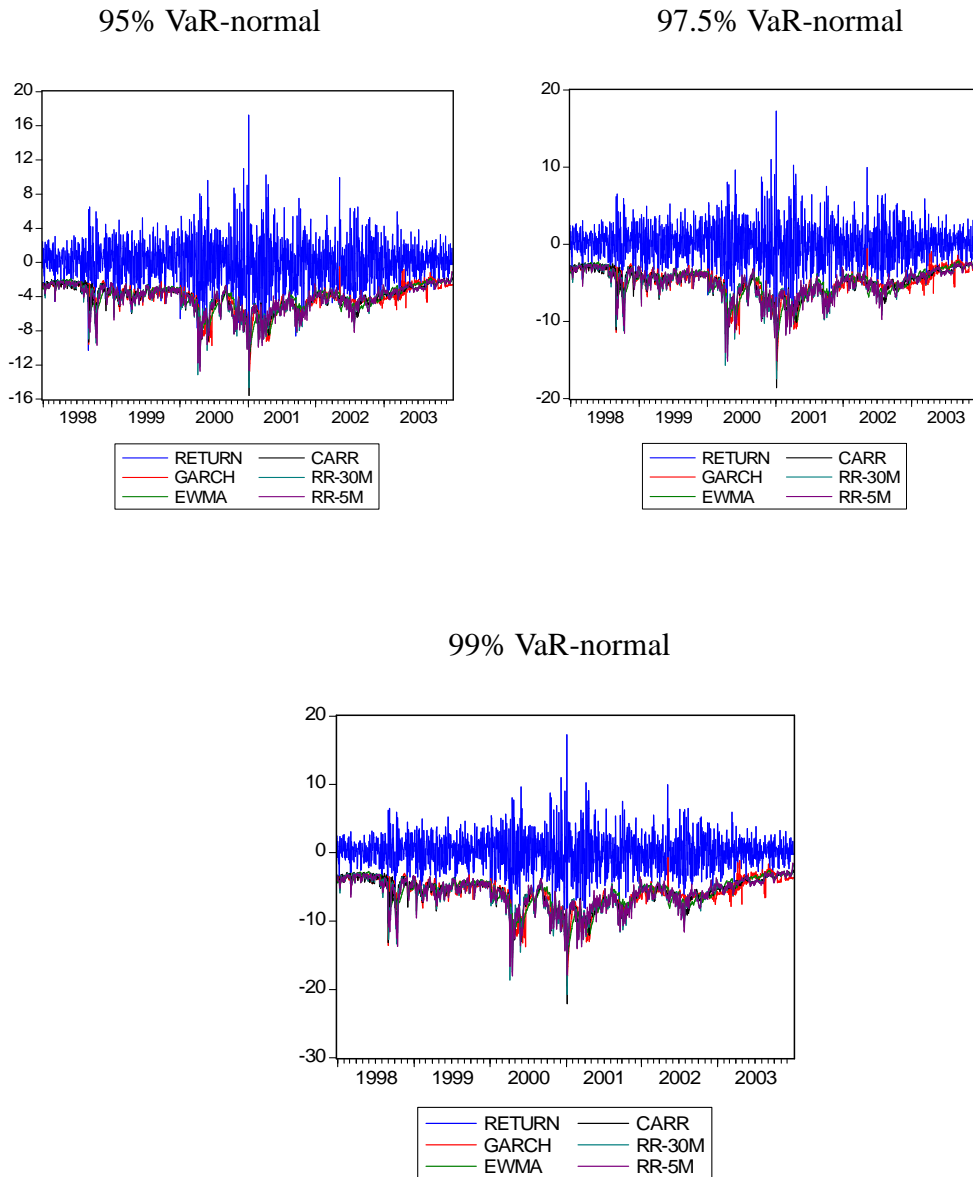 95% VaR-normal
97.5% VaR-normal
20
16
12
8
4
0
-4
-8
-12
-16
1998 1999 2000 2001 2002 2003
RETURN CARR
GARCH RR-30M
EWMA RR-5M
20
10
0
-10
-20
1998 1999 2000 2001 2002 2003
RETURN CARR
GARCH RR-30M
EWMA RR-5M
99% VaR-normal
20
10
0
-10
-20
-30
1998 1999 2000 2001 2002 2003
RETURN CARR
GARCH RR-30M
EWMA RR-5M